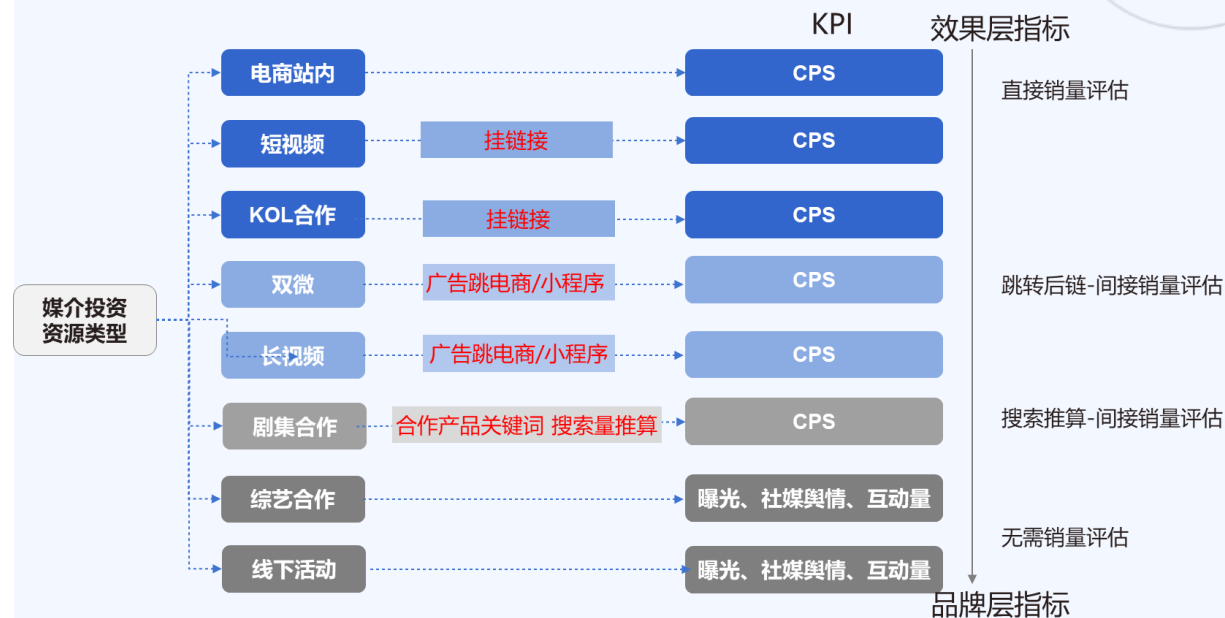 KPI
效果层指标
电商站内
CPS
直接销量评估
短视频
挂链接
CPS
KOL合作
挂链接
CPS
双微
广告跳电商/小程序
CPS
跳转后链-间接销量评估
媒介投资
资源类型
长视频
广告跳电商/小程序
CPS
剧集合作
合作产品关键词 搜索量推算
CPS
搜索推算-间接销量评估
综艺合作
曝光、社媒舆情、互动量
无需销量评估
线下活动
曝光、社媒舆情、互动量
品牌层指标